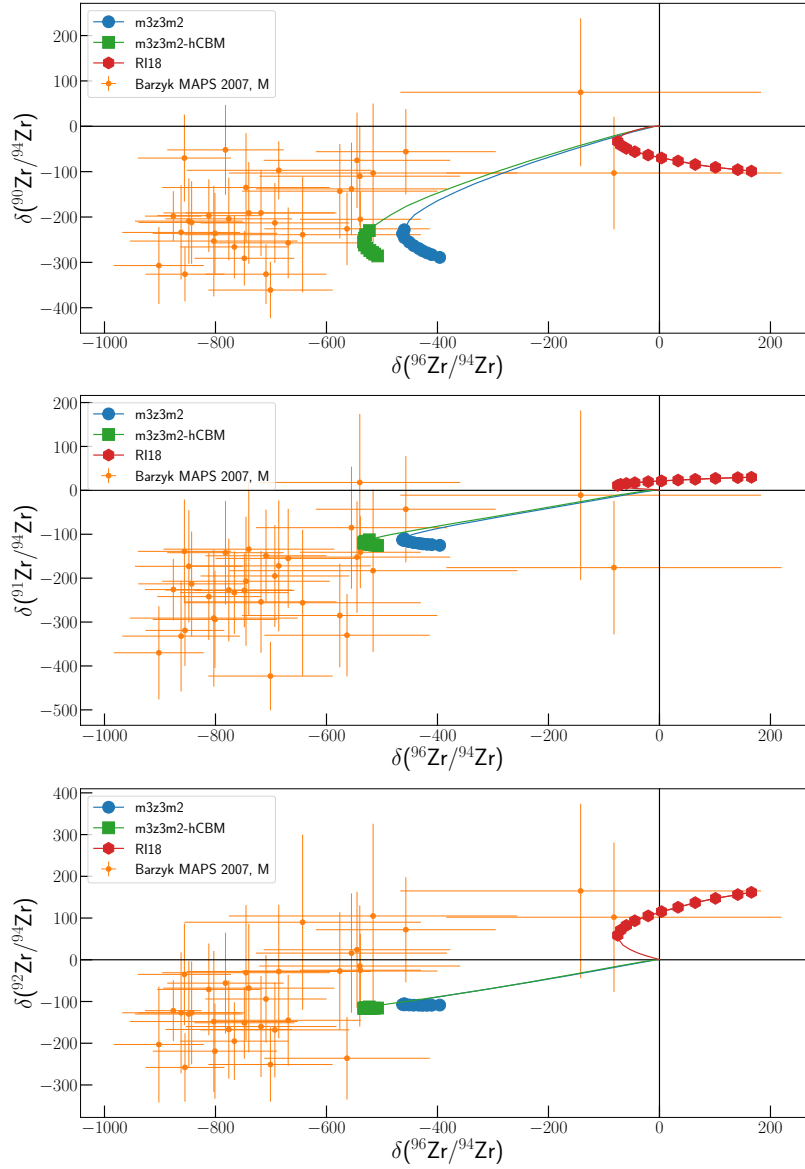 m3z3m2
m3z3m2-hCBM
RI18
Barzyk MAPS 2007, M
200
100
0
−100
−200
−300
−400
δ(⁹⁰Zr/⁹⁴Zr)
−1000 −800 −600 −400 −200 0 200
δ(⁹⁶Zr/⁹⁴Zr)
m3z3m2
m3z3m2-hCBM
RI18
Barzyk MAPS 2007, M
200
100
0
−100
−200
−300
−400
−500
δ(⁹¹Zr/⁹⁴Zr)
−1000 −800 −600 −400 −200 0 200
δ(⁹⁶Zr/⁹⁴Zr)
m3z3m2
m3z3m2-hCBM
RI18
Barzyk MAPS 2007, M
400
300
200
100
0
−100
−200
−300
δ(⁹²Zr/⁹⁴Zr)
−1000 −800 −600 −400 −200 0 200
δ(⁹⁶Zr/⁹⁴Zr)